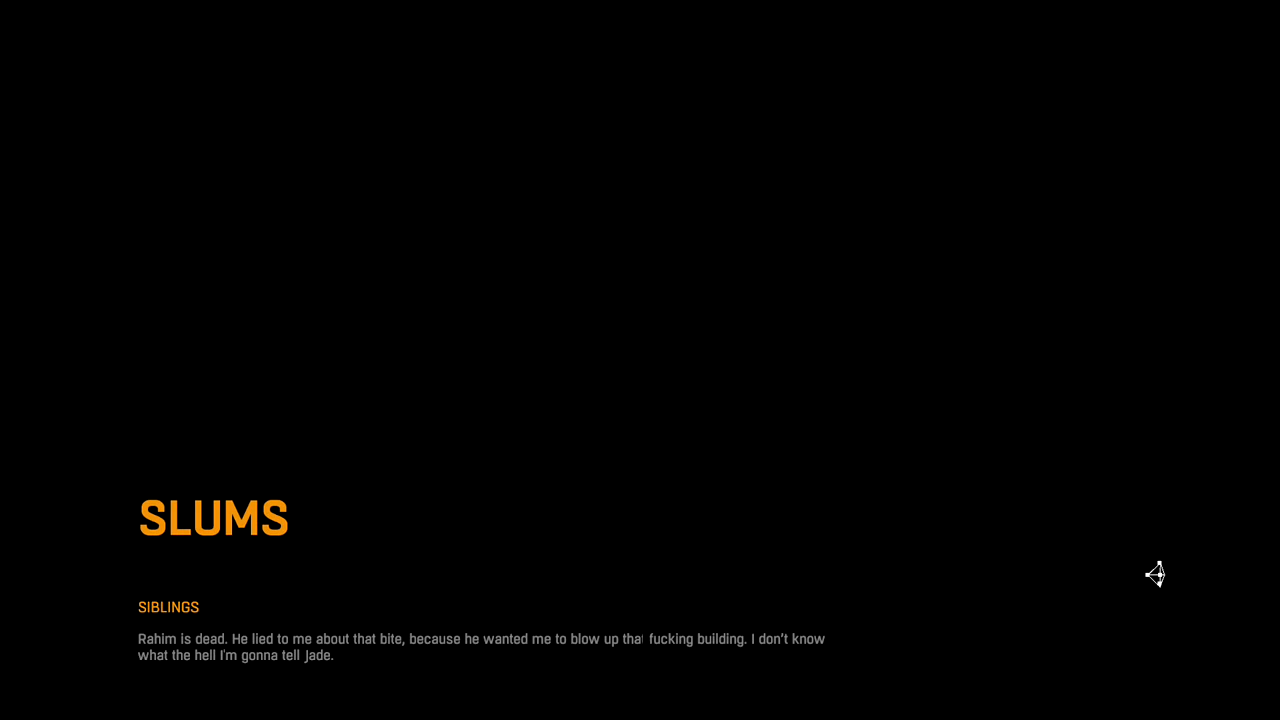 SLUMS
SIBLINGS
Rahim is dead. He lied to me about that bite, because he wanted me to blow up that fucking building. I don't know
what the hell I'm gonna tell Jade.